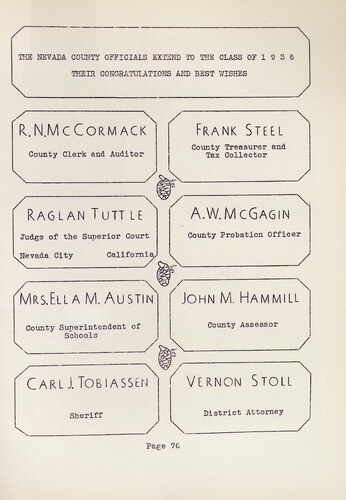 THE NEVADA COUNTY OFFICIALS EXTEND TO THE CLASS OF 1 9 3 6
THEIR CONGRATULATIONS AND BEST WISHES
R.N.McCORMACK
County Clerk and Auditor
FRANK STEEL
County Treasurer and
Tax Collector
RAGLAN TUTTLE
Judge of the Superior Court
Nevada City California
A.W.McGAGIN
County Probation Officer
MRS.ELLA M. AUSTIN
County Superintendent of
Schools
JOHN M. HAMMILL
County Assessor
CARL J. TOBIASSEN
Sheriff
VERNON STOLL
District Attorney
Page 70